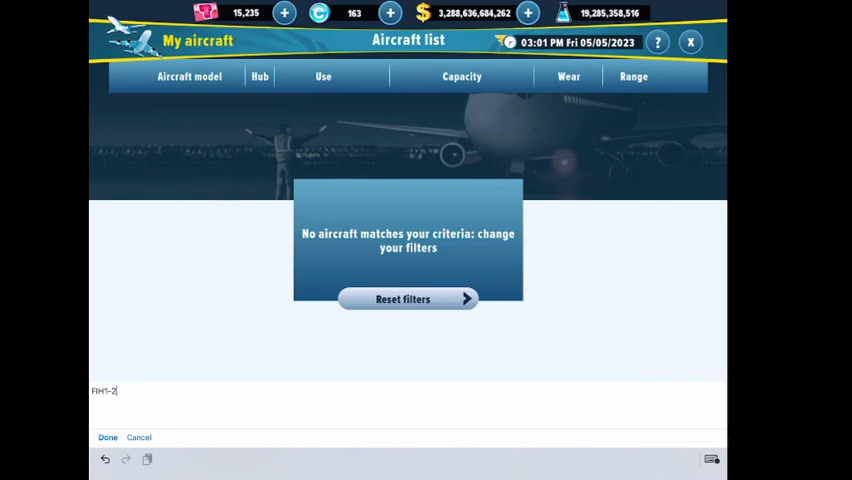 15,235
163
3,288,636,684,262
19,285,358,516
My aircraft
Aircraft list
03:01 PM Fri 05/05/2023
?
X
Aircraft model
Hub
Use
Capacity
Wear
Range
No aircraft matches your criteria: change
your filters
Reset filters
FIH1-2
Done
Cancel